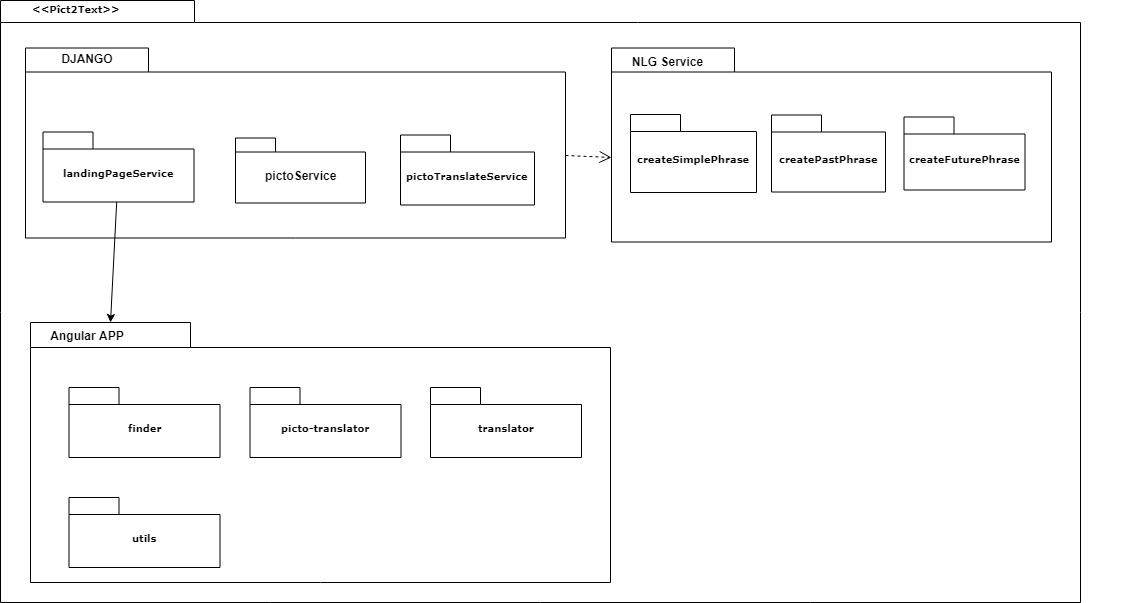 <<Pict2Text>>
DJANGO
NLG Service
landingPageService
pictoService
pictoTranslateService
createSimplePhrase
createPastPhrase
createFuturePhrase
Angular APP
finder
picto-translator
translator
utils